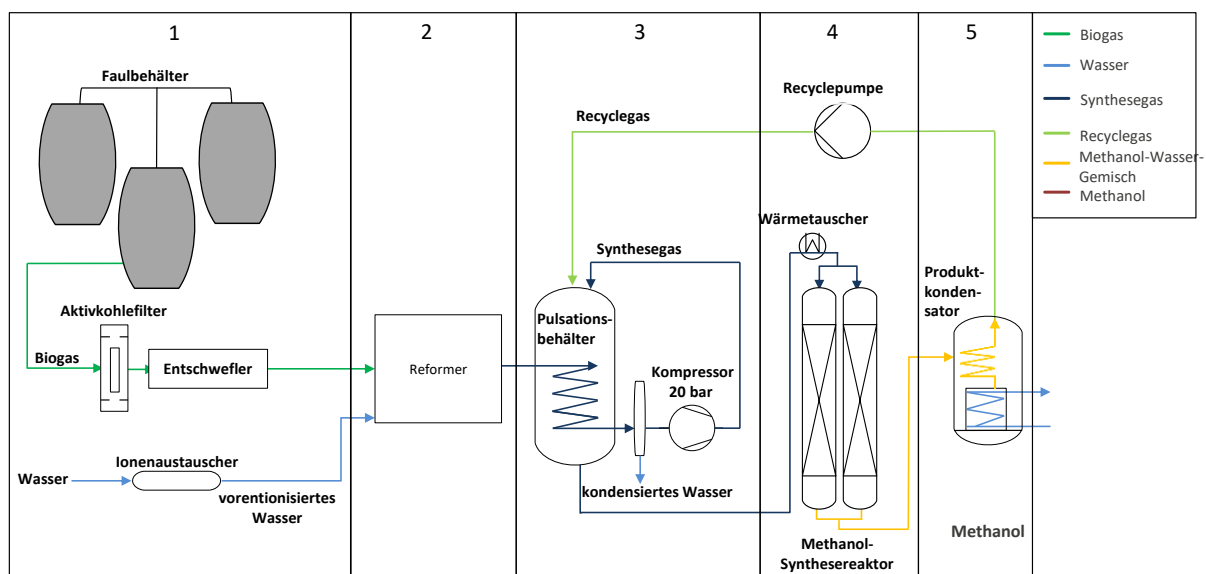 1
2
3
4
5
Faulbehälter
Aktivkohlefilter
Biogas
Entschwefler
Wasser
Ionenaustauscher
vorentionisiertes
Wasser
Reformer
Recyclegas
Synthesegas
Pulsations-
behälter
Kompressor
20 bar
kondensiertes Wasser
Recyclepumpe
Wärmetauscher
Methanol-
Synthesereaktor
Produkt-
konden-
sator
Methanol
Biogas
Wasser
Synthesegas
Recyclegas
Methanol-Wasser-
Gemisch
Methanol